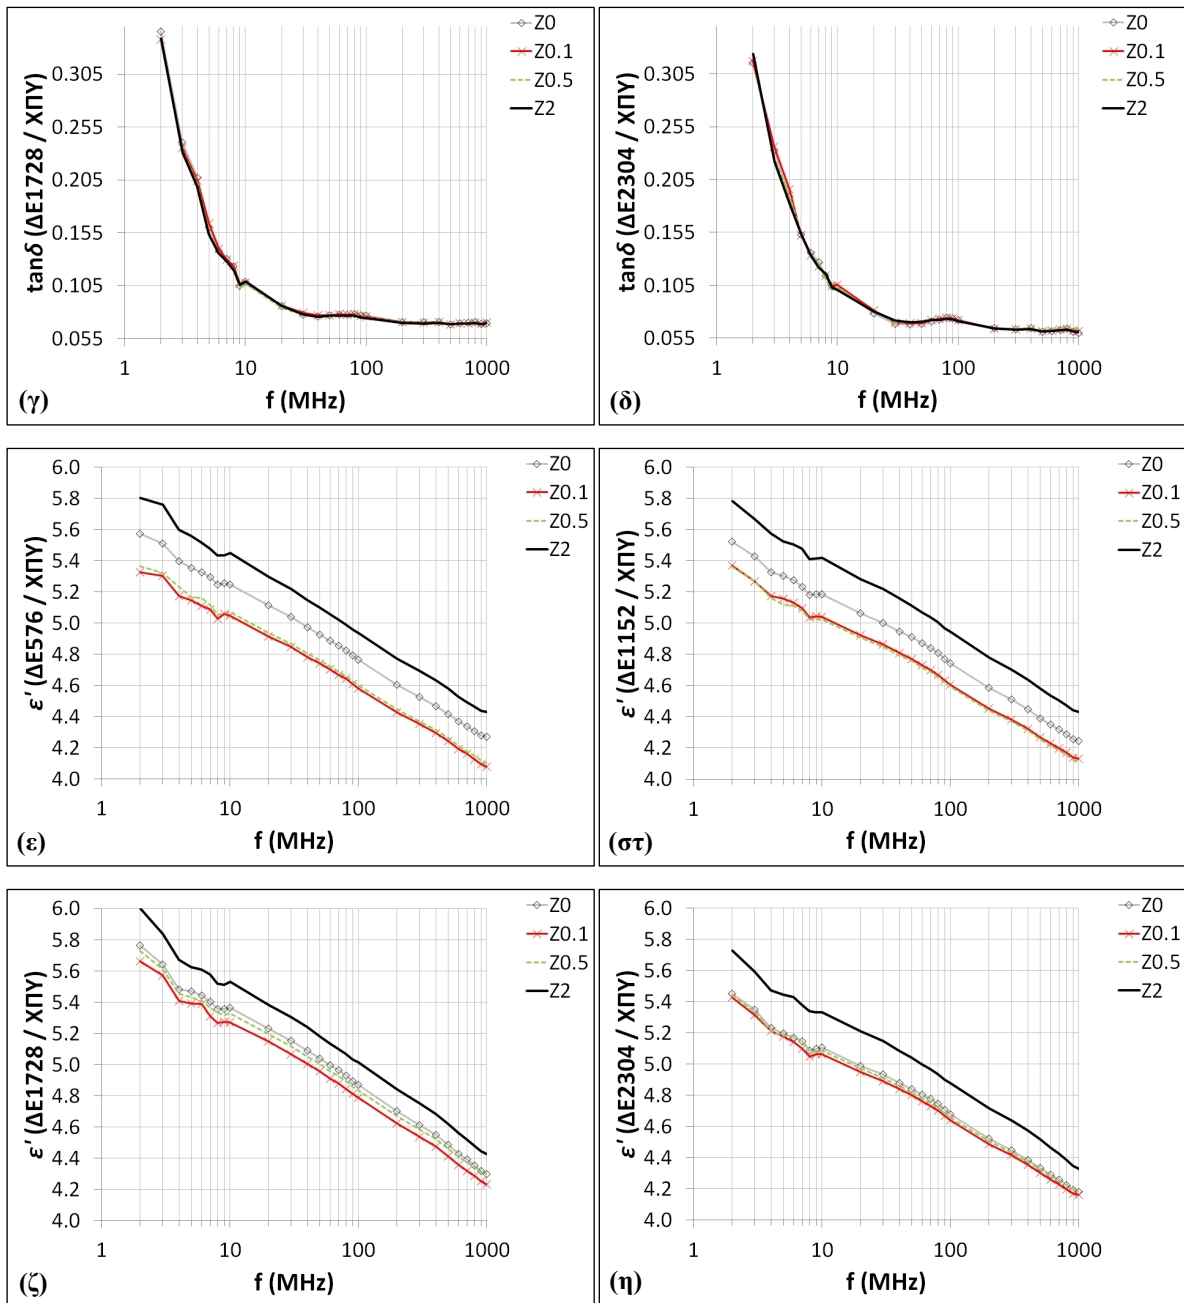 Z0
Z0.1
Z0.5
Z2
tanδ (ΔΕ1728 / ΧΠΥ)
0.305
0.255
0.205
0.155
0.105
0.055
1
10
100
1000
f (MHz)
(γ)
Z0
Z0.1
Z0.5
Z2
tanδ (ΔΕ2304 / ΧΠΥ)
0.305
0.255
0.205
0.155
0.105
0.055
1
10
100
1000
f (MHz)
(δ)
Z0
Z0.1
Z0.5
Z2
ε' (ΔΕ576 / ΧΠΥ)
6.0
5.8
5.6
5.4
5.2
5.0
4.8
4.6
4.4
4.2
4.0
1
10
100
1000
f (MHz)
(ε)
Z0
Z0.1
Z0.5
Z2
ε' (ΔΕ1152 / ΧΠΥ)
6.0
5.8
5.6
5.4
5.2
5.0
4.8
4.6
4.4
4.2
4.0
1
10
100
1000
f (MHz)
(στ)
Z0
Z0.1
Z0.5
Z2
ε' (ΔΕ1728 / ΧΠΥ)
6.0
5.8
5.6
5.4
5.2
5.0
4.8
4.6
4.4
4.2
4.0
1
10
100
1000
f (MHz)
(ζ)
Z0
Z0.1
Z0.5
Z2
ε' (ΔΕ2304 / ΧΠΥ)
6.0
5.8
5.6
5.4
5.2
5.0
4.8
4.6
4.4
4.2
4.0
1
10
100
1000
f (MHz)
(η)